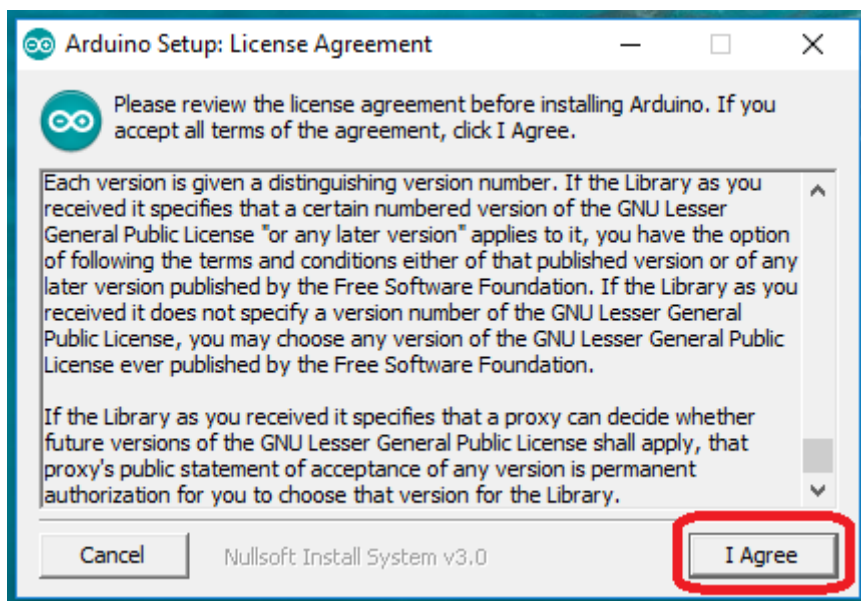 Arduino Setup: License Agreement
Please review the license agreement before installing Arduino. If you
accept all terms of the agreement, click I Agree.
Each version is given a distinguishing version number. If the Library as you
received it specifies that a certain numbered version of the GNU Lesser
General Public License "or any later version" applies to it, you have the option
of following the terms and conditions either of that published version or of any
later version published by the Free Software Foundation. If the Library as you
received it does not specify a version number of the GNU Lesser General
Public License, you may choose any version of the GNU Lesser General Public
License ever published by the Free Software Foundation.
If the Library as you received it specifies that a proxy can decide whether
future versions of the GNU Lesser General Public License shall apply, that
proxy's public statement of acceptance of any version is permanent
authorization for you to choose that version for the Library.
Cancel
Nullsoft Install System v3.0
I Agree